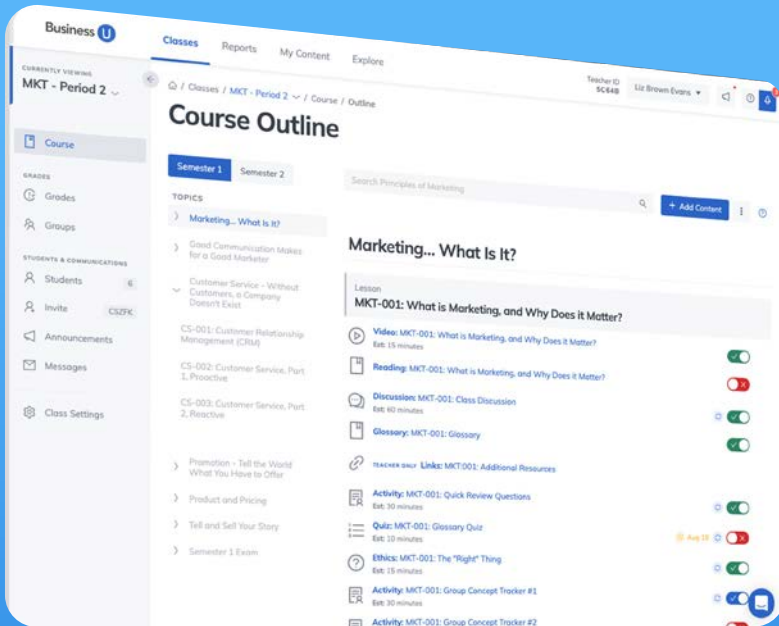 Business U
Classes
Reports
My Content
Explore
Teacher ID
SC64B
Liz Brown Evans
CURRENTLY VIEWING
MKT - Period 2
Course
GRADES
Grades
Groups
STUDENTS & COMMUNICATIONS
Students
6
Invite
CSZFK
Announcements
Messages
Class Settings
/ Classes / MKT - Period 2 / Course / Outline
Course Outline
Semester 1
Semester 2
Search Principles of Marketing
+ Add Content
TOPICS
Marketing... What Is It?
Good Communication Makes
for a Good Marketer
Customer Service - Without
Customers, a Company
Doesn't Exist
CS-001: Customer Relationship
Management (CRM)
CS-002: Customer Service, Part
1, Proactive
CS-003: Customer Service, Part
2, Reactive
Promotion - Tell the World
What You Have to Offer
Product and Pricing
Tell and Sell Your Story
Semester 1 Exam
Marketing... What Is It?
Lesson
MKT-001: What is Marketing, and Why Does it Matter?
Video: MKT-001: What is Marketing, and Why Does it Matter?
Est: 15 minutes
Reading: MKT-001: What is Marketing, and Why Does it Matter?
Discussion: MKT-001: Class Discussion
Est: 60 minutes
Glossary: MKT-001: Glossary
TEACHER ONLY Links: MKT:001: Additional Resources
Activity: MKT-001: Quick Review Questions
Est: 30 minutes
Quiz: MKT-001: Glossary Quiz
Est: 10 minutes
Aug 18
Ethics: MKT-001: The "Right" Thing
Est: 15 minutes
Activity: MKT-001: Group Concept Tracker #1
Est: 30 minutes
Activity: MKT-001: Group Concept Tracker #2